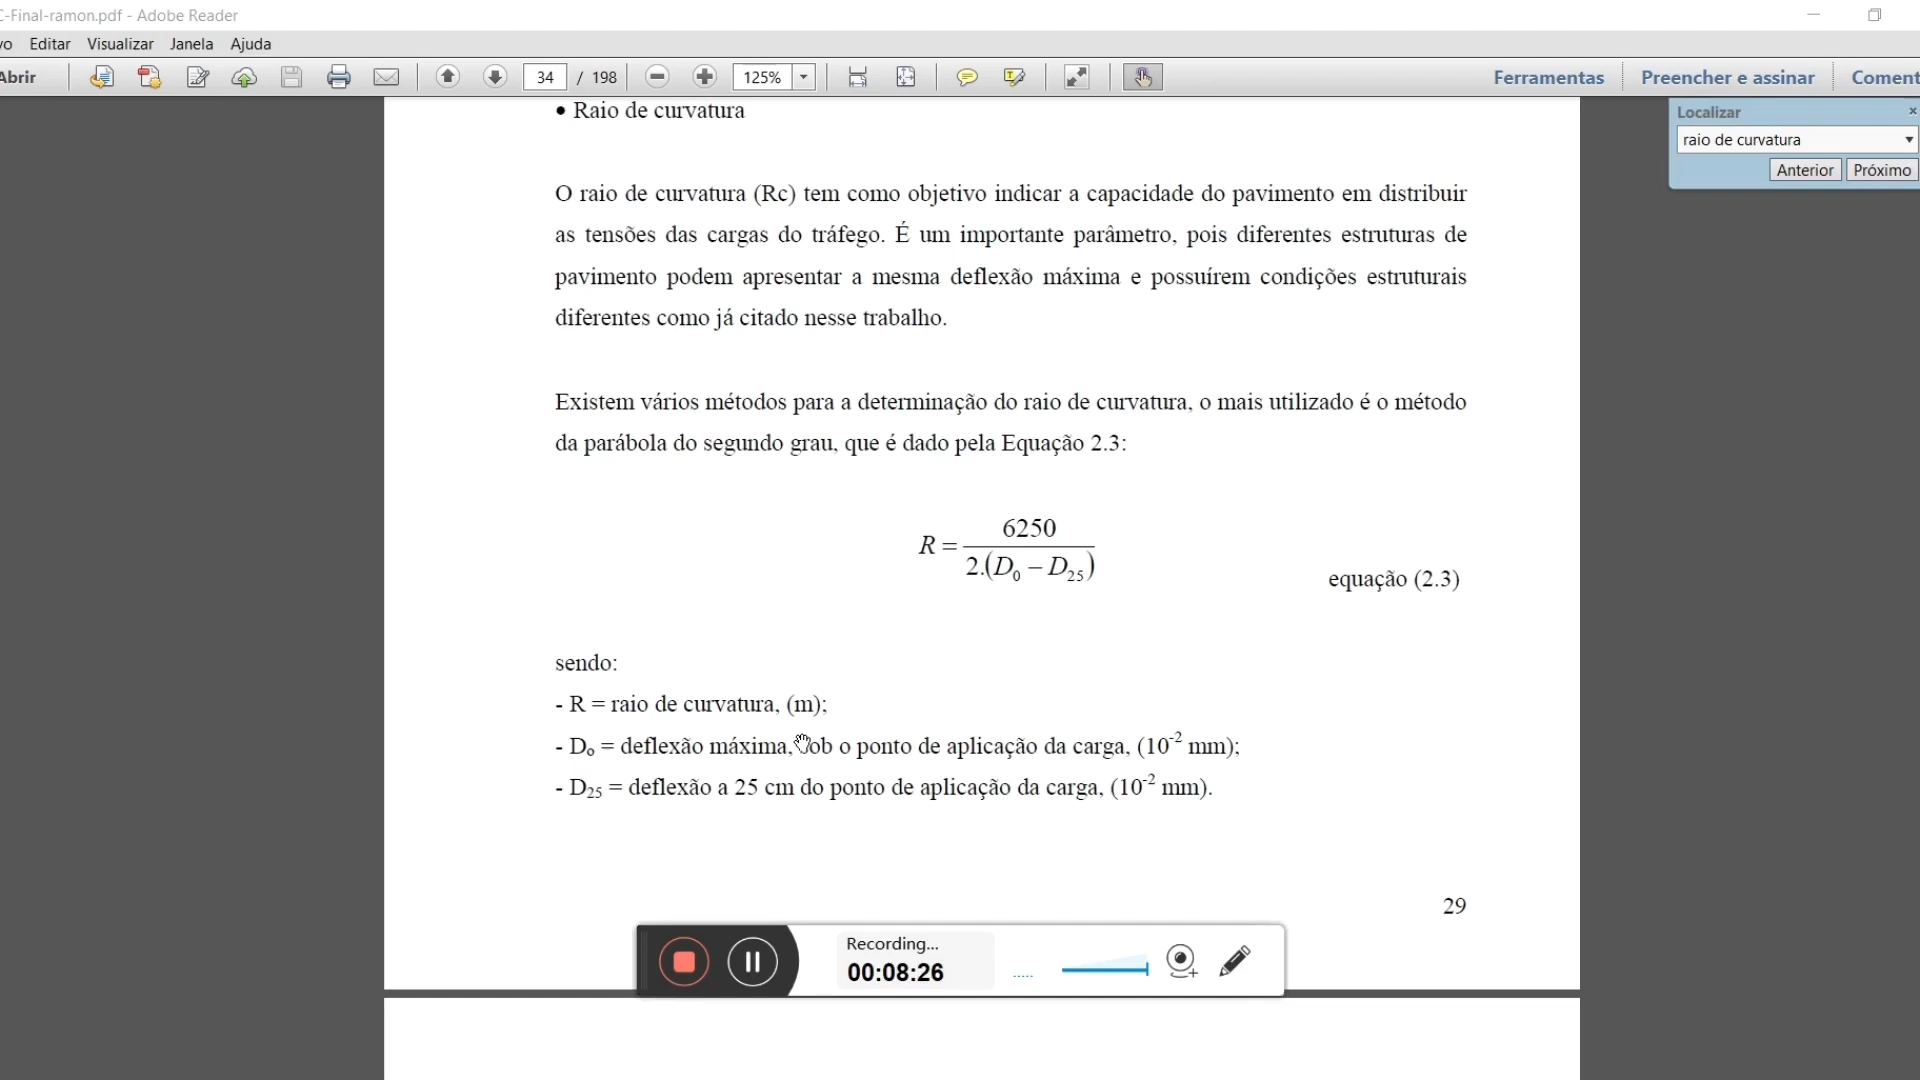 C-Final-ramon.pdf - Adobe Reader
vo Editar Visualizar Janela Ajuda
Abrir 34 / 198 125% Ferramentas Preencher e assinar Coment
Localizar
raio de curvatura
Anterior Próximo
• Raio de curvatura
O raio de curvatura (Rc) tem como objetivo indicar a capacidade do pavimento em distribuir
as tensões das cargas do tráfego. É um importante parâmetro, pois diferentes estruturas de
pavimento podem apresentar a mesma deflexão máxima e possuírem condições estruturais
diferentes como já citado nesse trabalho.
Existem vários métodos para a determinação do raio de curvatura, o mais utilizado é o método
da parábola do segundo grau, que é dado pela Equação 2.3:
R = 6250 / 2.(D₀ − D₂₅)
equação (2.3)
sendo:
- R = raio de curvatura, (m);
- Dₒ = deflexão máxima, sob o ponto de aplicação da carga, (10⁻² mm);
- D₂₅ = deflexão a 25 cm do ponto de aplicação da carga, (10⁻² mm).
29
Recording...
00:08:26